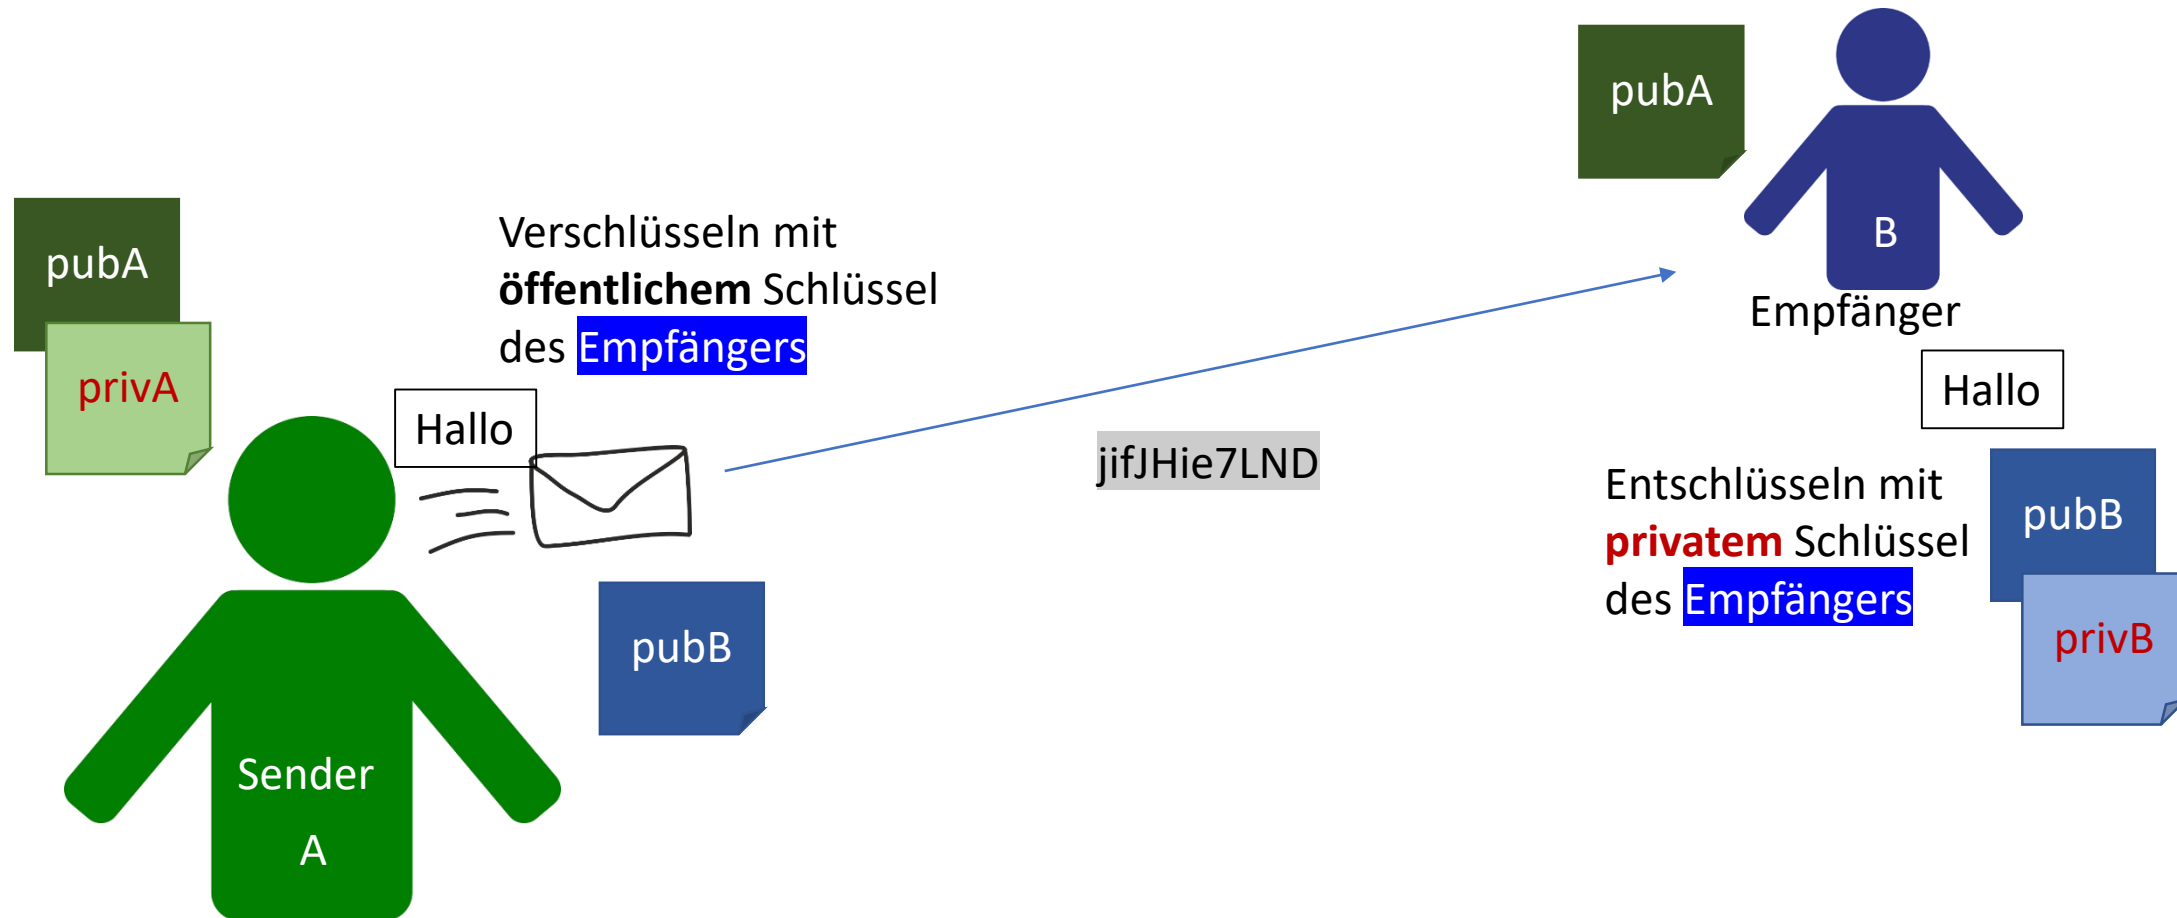 pubA
privA
Verschlüsseln mit
öffentlichem Schlüssel
des Empfängers
Hallo
pubB
Sender
A
jifJHie7LND
pubA
B
Empfänger
Hallo
Entschlüsseln mit
privatem Schlüssel
des Empfängers
pubB
privB